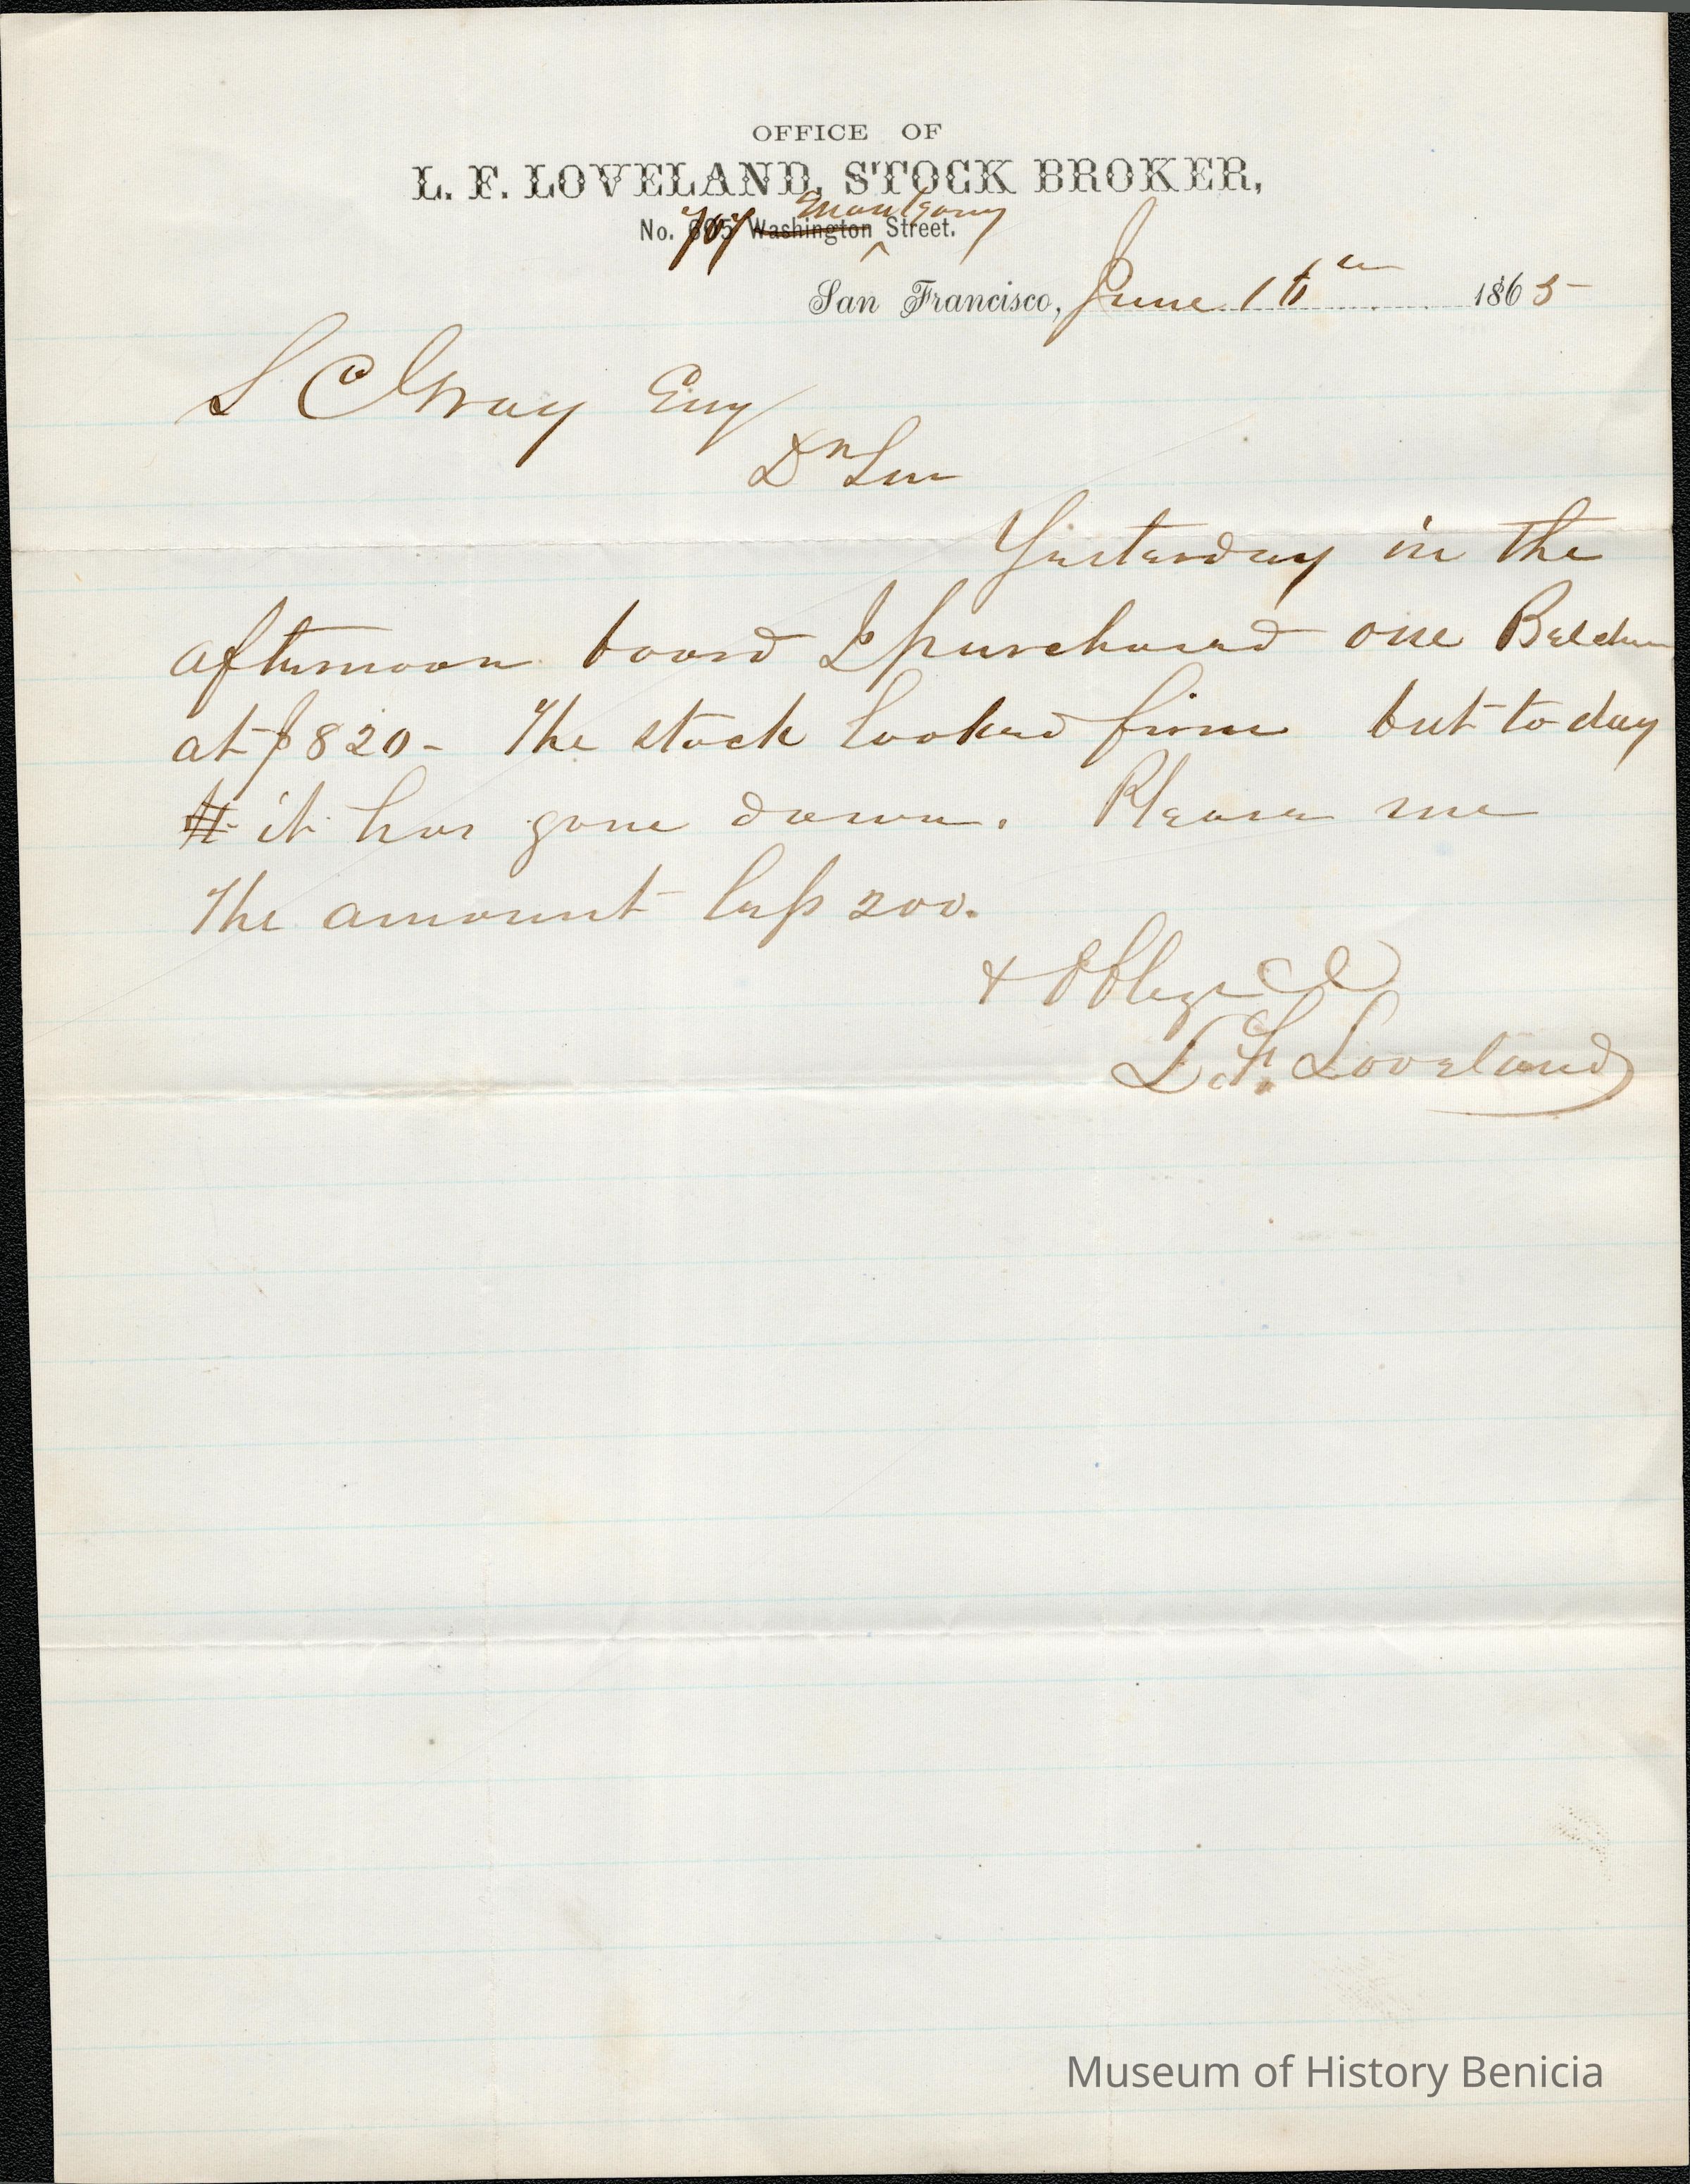 OFFICE OF
L. F. LOVELAND, STOCK BROKER,
Montgomy
No. 605 707 Washington Street.
San Francisco, June 16th 1865
S C Gray Esq
Dr Sir
Yesterday in the
afternoon board I purchased one Belcher
at $820- The stock looked firm but to day
it has gone down. Please me
the amount less 200.
& Oblige
L. F. Loveland
Museum of History Benicia